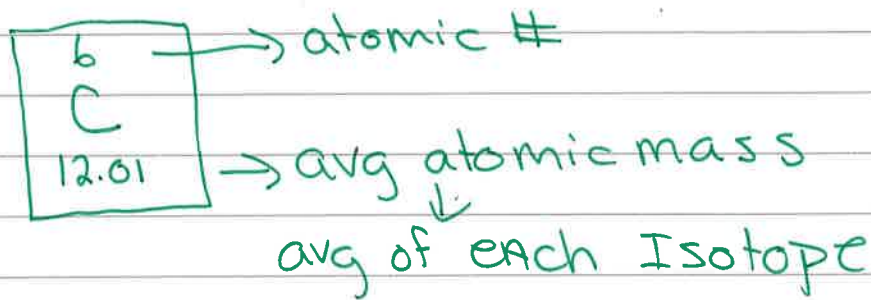 6 → atomic #
C
12.01 → avg atomic mass
↓
avg of eAch Isotope